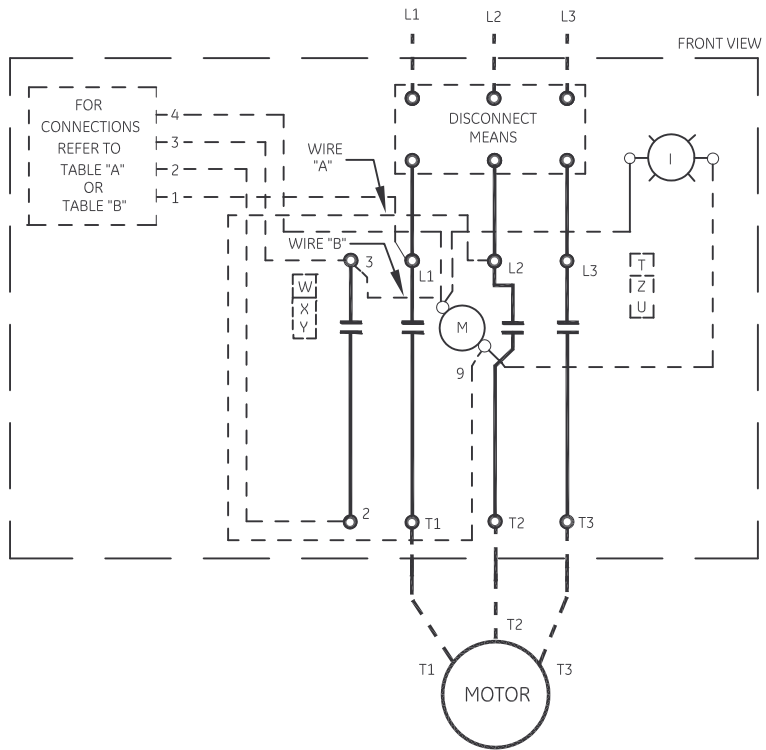 L1
L2
L3
FRONT VIEW
FOR
CONNECTIONS
REFER TO
TABLE "A"
OR
TABLE "B"
4
3
2
1
DISCONNECT
MEANS
WIRE
"A"
I
WIRE "B"
3
L1
L2
L3
W
X
Y
T
Z
U
M
9
2
T1
T2
T3
T2
T1
T3
MOTOR